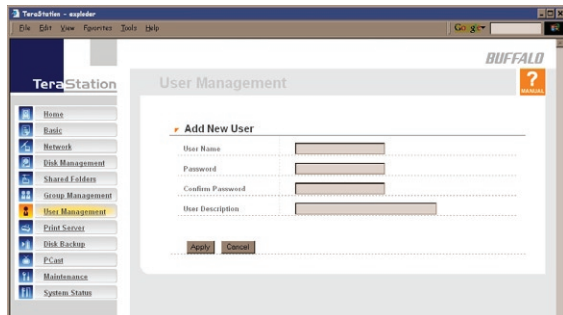 TeraStation - exploder
File Edit View Favorites Tools Help
Google
BUFFALO
TeraStation
User Management
?
MANUAL
Home
Basic
Network
Disk Management
Shared Folders
Group Management
User Management
Print Server
Disk Backup
PCast
Maintenance
System Status
Add New User
User Name
Password
Confirm Password
User Description
Apply Cancel